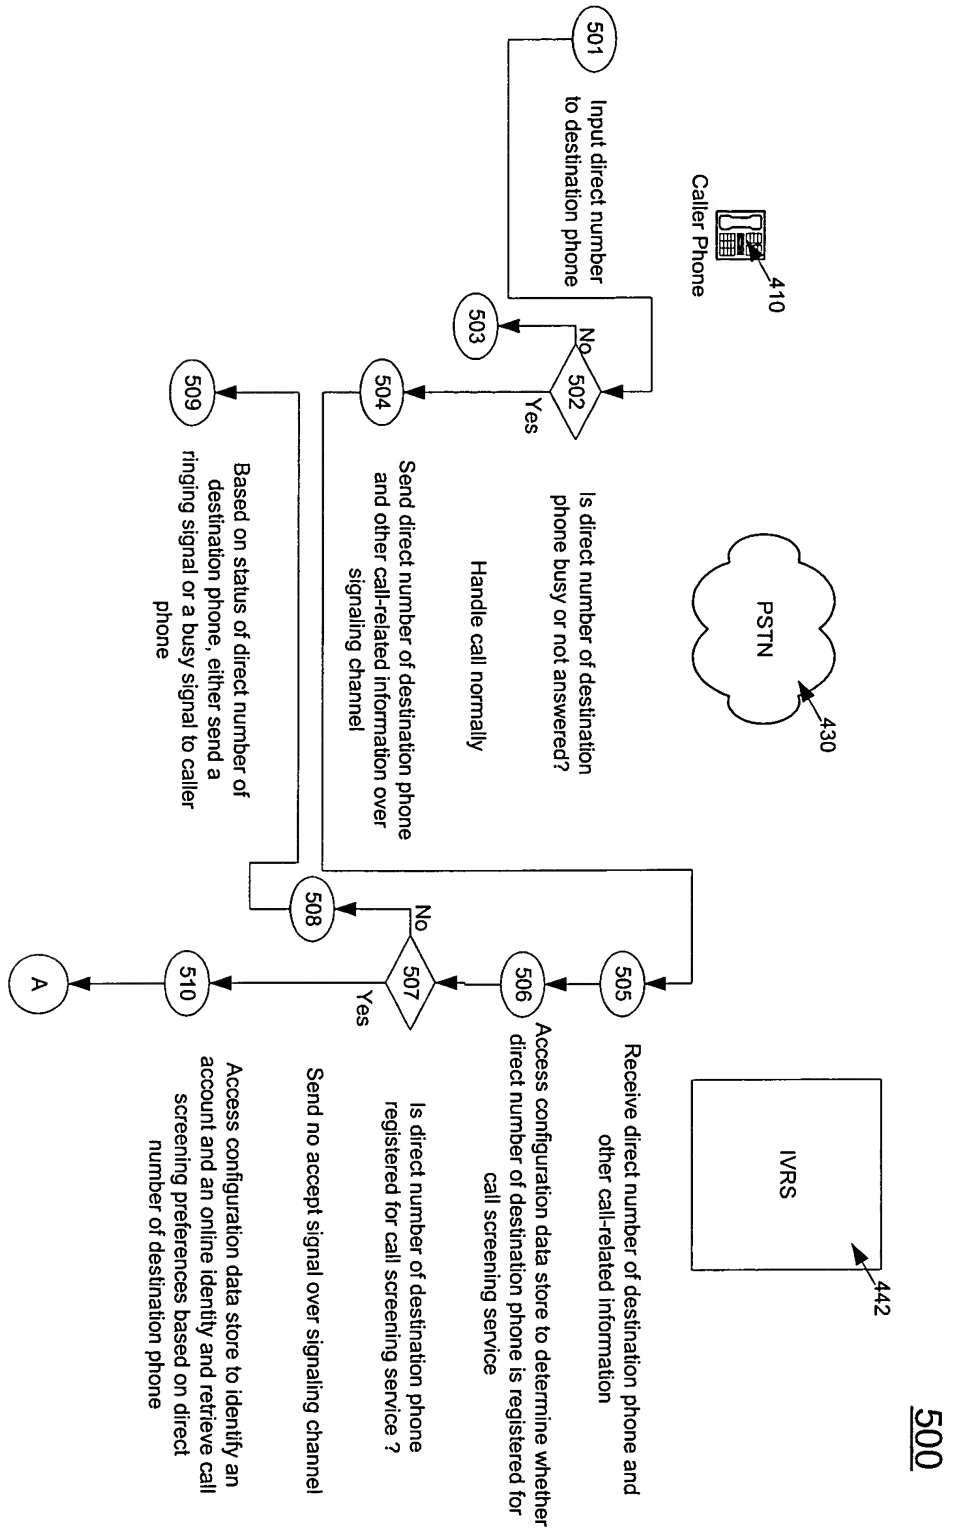 500
410
Caller Phone
PSTN
430
IVRS
442
501
Input direct number
to destination phone
502
No
Yes
Is direct number of destination
phone busy or not answered?
503
Handle call normally
504
Send direct number of destination phone
and other call-related information over
signaling channel
505
Receive direct number of destination phone and
other call-related information
506
Access configuration data store to determine whether
direct number of destination phone is registered for
call screening service
507
No
Yes
Is direct number of destination phone
registered for call screening service ?
508
Send no accept signal over signaling channel
509
Based on status of direct number of
destination phone, either send a
ringing signal or a busy signal to caller
phone
510
Access configuration data store to identify an
account and an online identity and retrieve call
screening preferences based on direct
number of destination phone
A